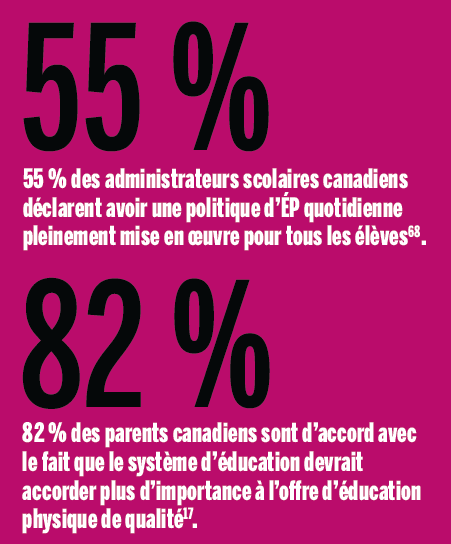 55 %
55 % des administrateurs scolaires canadiens
déclarent avoir une politique d’ÉP quotidienne
pleinement mise en œuvre pour tous les élèves⁶⁸.
82 %
82 % des parents canadiens sont d’accord avec
le fait que le système d’éducation devrait
accorder plus d’importance à l’offre d’éducation
physique de qualité¹⁷.